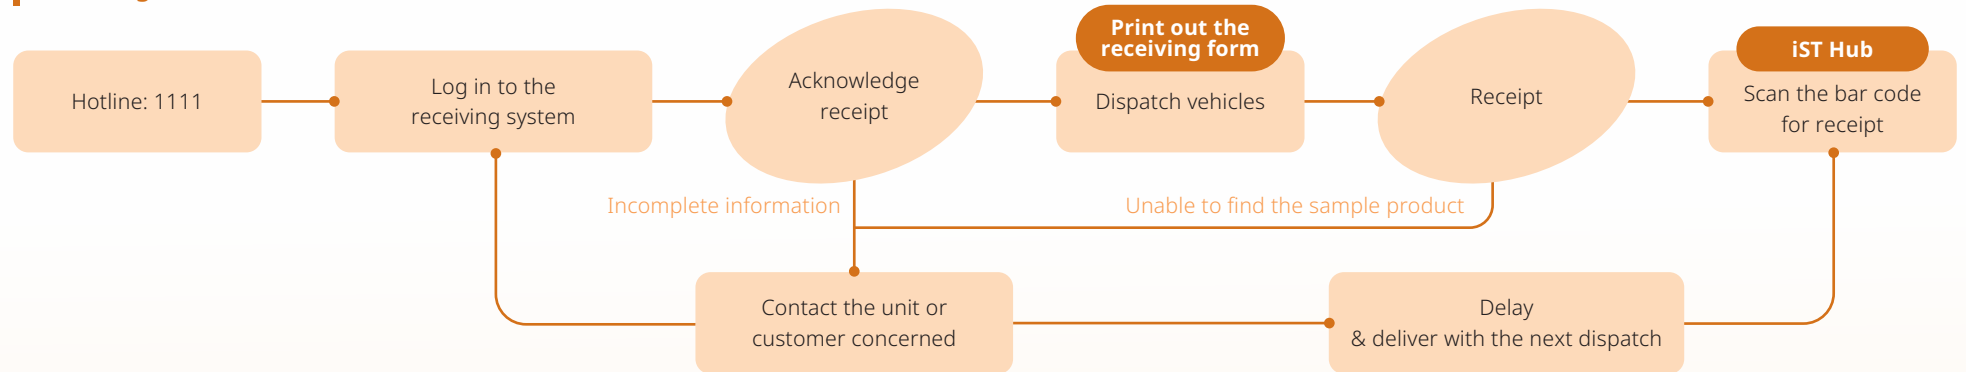 Hotline: 1111
Log in to the
receiving system
Acknowledge
receipt
Print out the
receiving form
Dispatch vehicles
Receipt
iST Hub
Scan the bar code
for receipt
Incomplete information
Unable to find the sample product
Contact the unit or
customer concerned
Delay
& deliver with the next dispatch